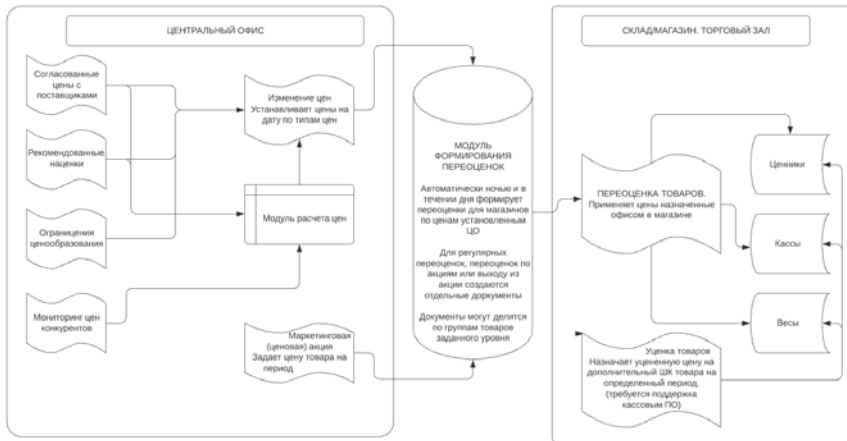 ЦЕНТРАЛЬНЫЙ ОФИС
Согласованные
цены с
поставщиками
Рекомендованные
наценки
Ограницения
ценообразования
Мониторинг цен
конкурентов
Изменение цен
Устанавливает цены на
дату по типам цен
Модуль расчета цен
Маркетинговая
(ценовая) акция
Задает цену товара на
период
МОДУЛЬ
ФОРМИРОВАНИЯ
ПЕРЕОЦЕНОК
Автоматически ночью и в
течении дня формирует
переоценки для магазинов
по ценам установленным
ЦО
Для регулярных
переоценок, переоценок по
акциям или выходу из
акции создаются
отдельные доркументы
Документы могут делится
по группам товаров
заданного уровня
СКЛАД/МАГАЗИН. ТОРГОВЫЙ ЗАЛ
ПЕРЕОЦЕНКА ТОВАРОВ.
Применяет цены назначенные
офисом в магазине
Ценники
Кассы
Весы
Уценка товаров
Назначает уцененную цену на
дополнительный ШК товара на
определенный период.
(требуется поддержка
кассовым ПО)